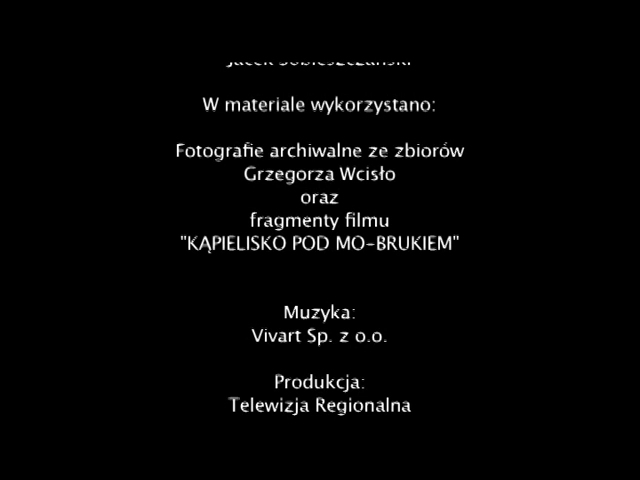 W materiale wykorzystano:
Fotografie archiwalne ze zbiorów
Grzegorza Wcisło
oraz
fragmenty filmu
"KĄPIELISKO POD MO-BRUKIEM"
Muzyka:
Vivart Sp. z o.o.
Produkcja:
Telewizja Regionalna